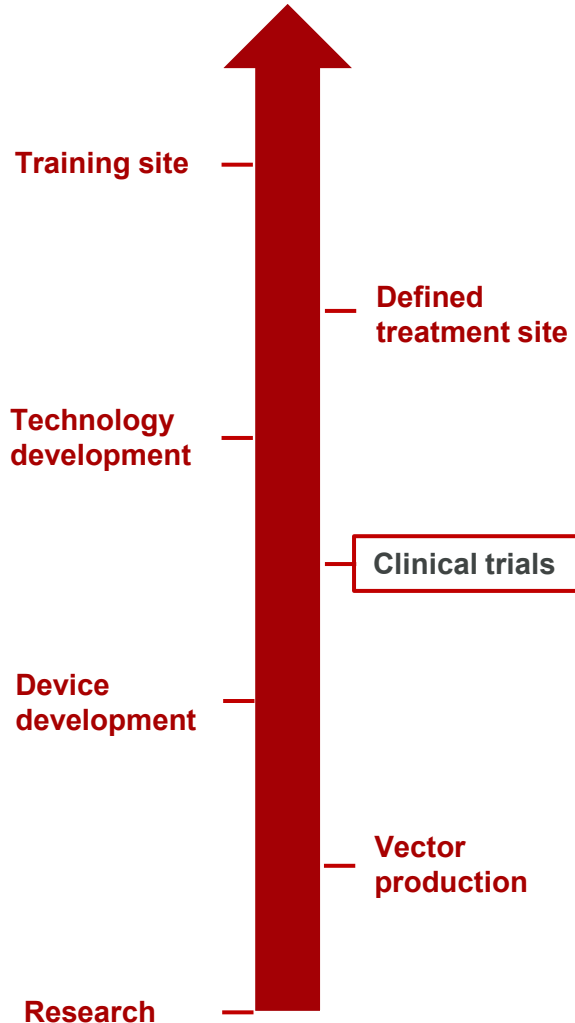 Training site
Defined
treatment site
Technology
development
Clinical trials
Device
development
Vector
production
Research